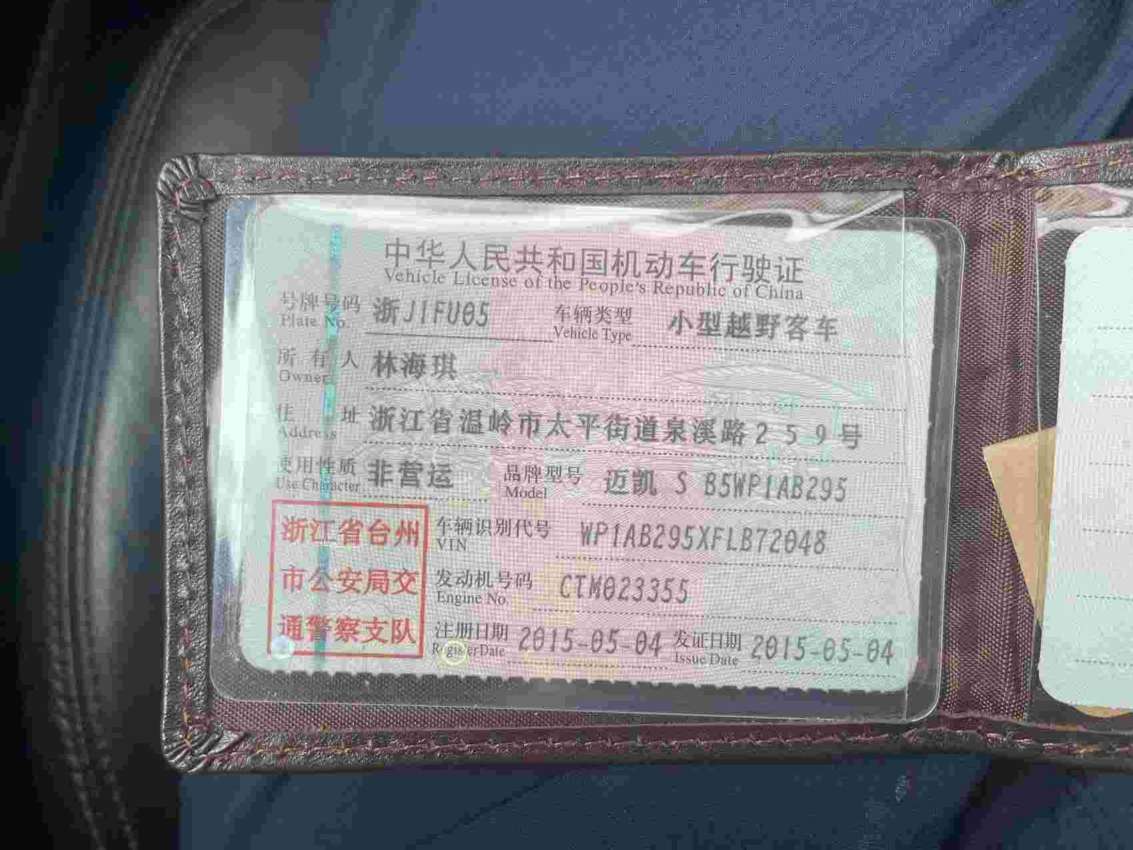 中华人民共和国机动车行驶证
Vehicle License of the People's Republic of China
号牌号码 浙J1FU05 车辆类型 小型越野客车
Plate No. Vehicle Type
所有人 林海琪
Owner
住址 浙江省温岭市太平街道泉溪路259号
Address
使用性质 非营运 品牌型号 迈凯 S B5WP1AB295
Use Character Model
浙江省台州 车辆识别代号 WP1AB295XFLB72048
VIN
市公安局交 发动机号码 CTM023355
Engine No.
通警察支队 注册日期 2015-05-04 发证日期 2015-05-04
Register Date Issue Date